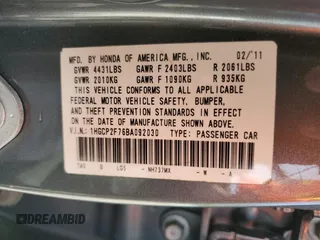 MFD. BY HONDA OF AMERICA MFG., INC. 02/11
GVWR 4431LBS GAWR F 2403LBS R 2061LBS
GVWR 2010KG GAWR F 1090KG R 935KG
THIS VEHICLE CONFORMS TO ALL APPLICABLE
FEDERAL MOTOR VEHICLE SAFETY, BUMPER,
AND THEFT PREVENTION STANDARDS IN EFFECT
ON THE DATE OF MANUFACTURE SHOWN ABOVE.
V.I.N.: 1HGCP2F76BA092030 TYPE: PASSENGER CAR
NH737MX - W - A
DREAMBID